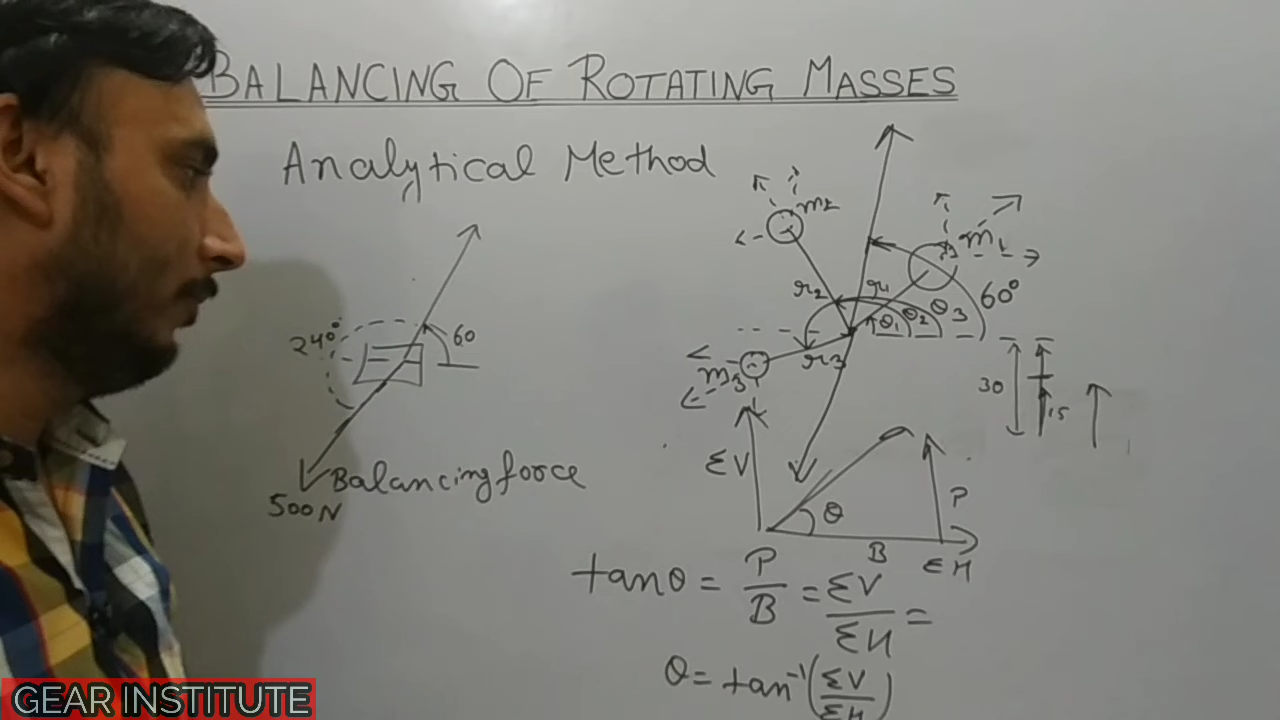 BALANCING OF ROTATING MASSES
Analytical Method
m2
m1
60°
r2
r1
θ1
θ2
θ3
240°
60
m3
r3
30
15
ΣV
θ
P
Balancing force
500N
B
ΣH
tanθ = P/B = ΣV/ΣH =
θ = tan⁻¹(ΣV/ΣH)
GEAR INSTITUTE